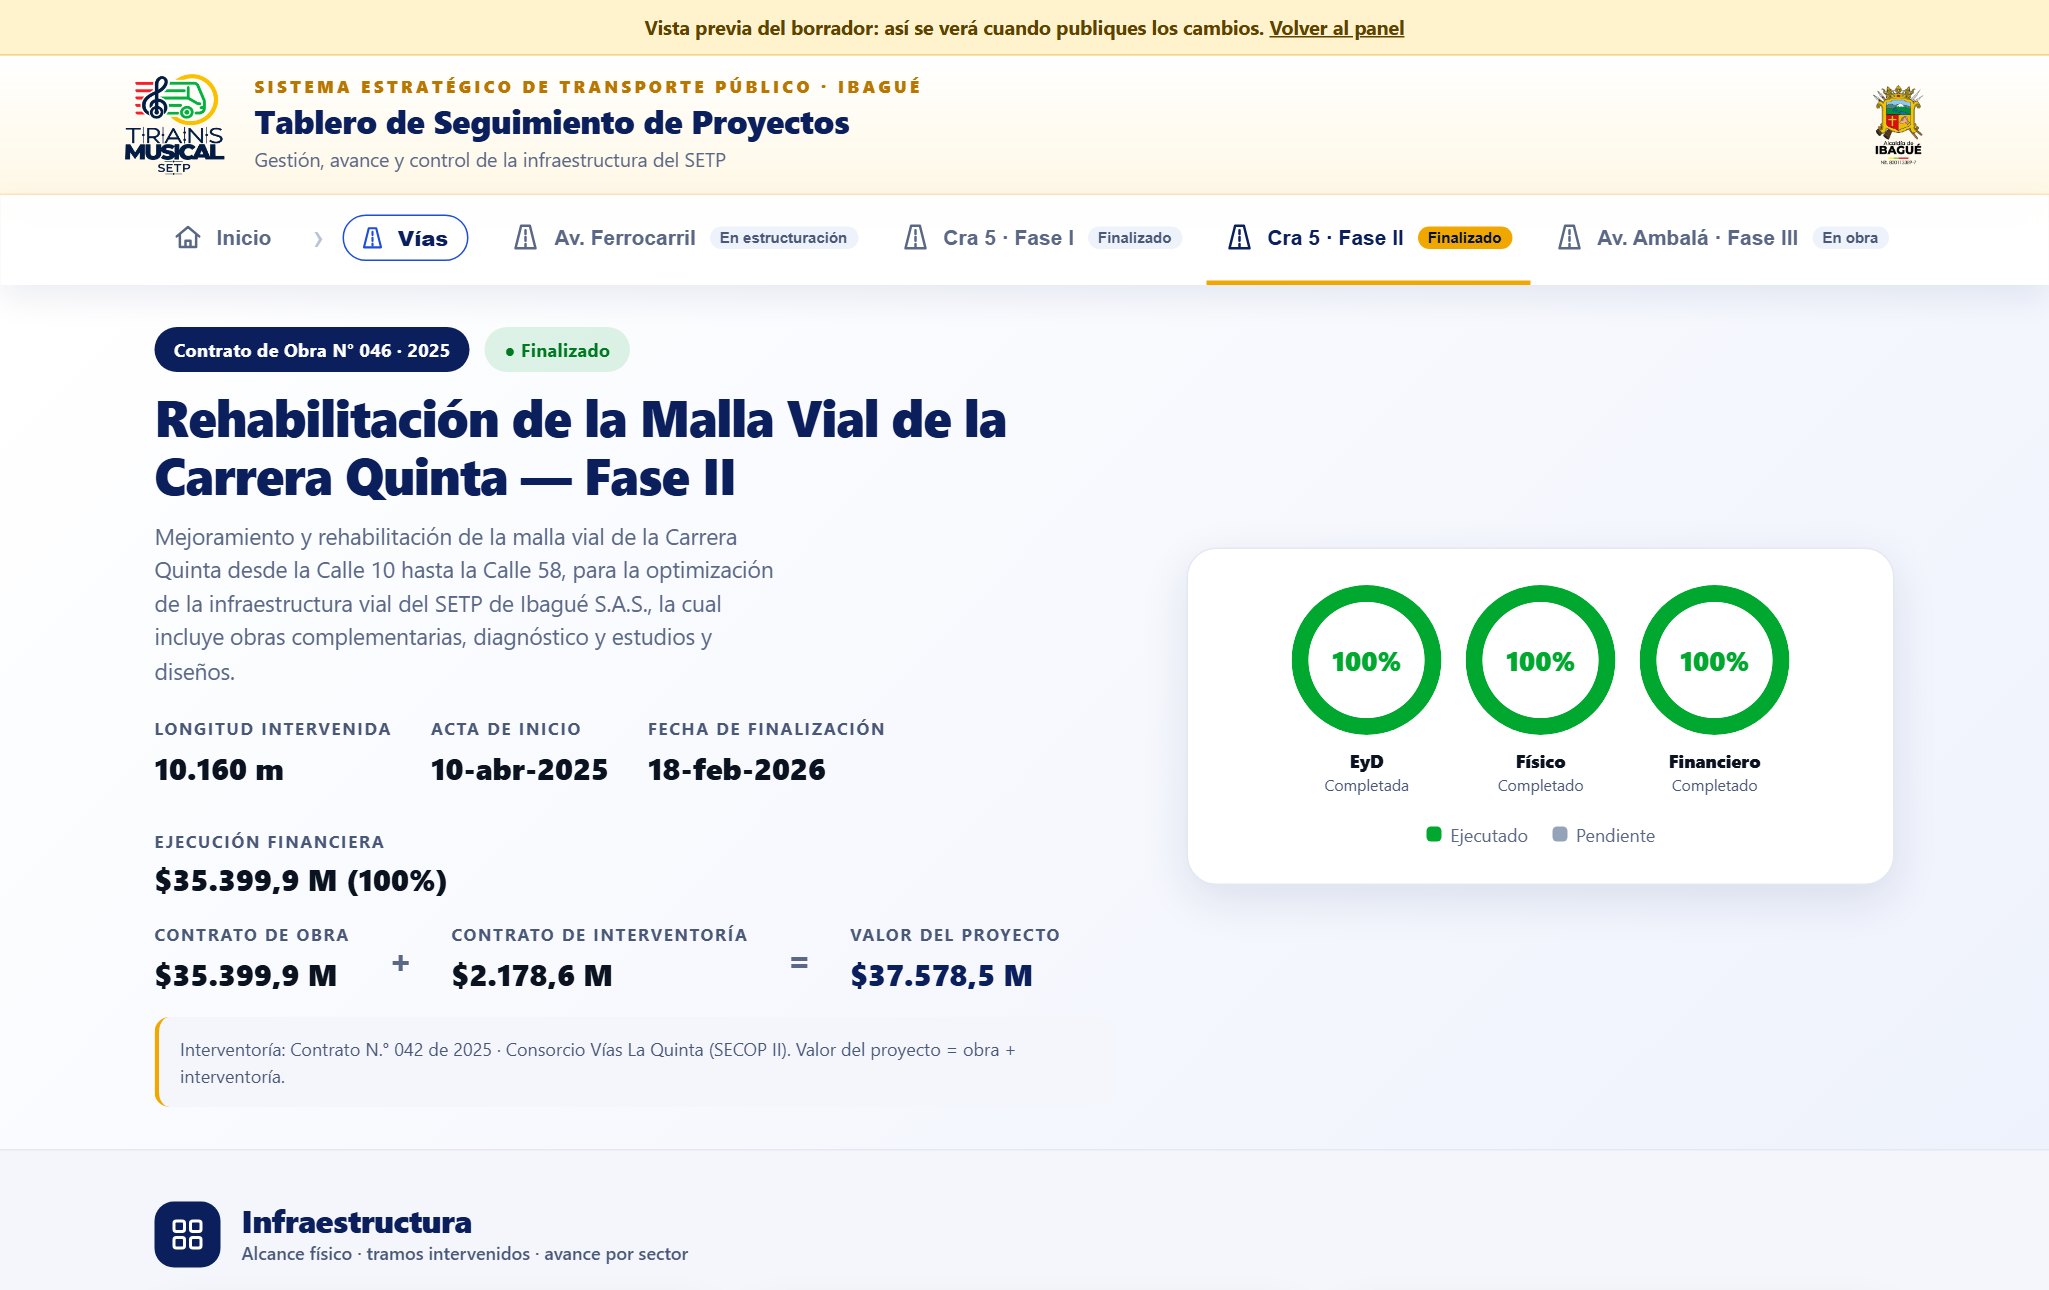 Vista previa del borrador: así se verá cuando publiques los cambios. Volver al panel
TRANS
MUSICAL
SETP
SISTEMA ESTRATÉGICO DE TRANSPORTE PÚBLICO · IBAGUÉ
Tablero de Seguimiento de Proyectos
Gestión, avance y control de la infraestructura del SETP
Alcaldía de
IBAGUÉ
Inicio › Vías Av. Ferrocarril En estructuración Cra 5 · Fase I Finalizado Cra 5 · Fase II Finalizado Av. Ambalá · Fase III En obra
Contrato de Obra N° 046 · 2025 ● Finalizado
Rehabilitación de la Malla Vial de la
Carrera Quinta — Fase II
Mejoramiento y rehabilitación de la malla vial de la Carrera
Quinta desde la Calle 10 hasta la Calle 58, para la optimización
de la infraestructura vial del SETP de Ibagué S.A.S., la cual
incluye obras complementarias, diagnóstico y estudios y
diseños.
LONGITUD INTERVENIDA ACTA DE INICIO FECHA DE FINALIZACIÓN
10.160 m 10-abr-2025 18-feb-2026
EJECUCIÓN FINANCIERA
$35.399,9 M (100%)
CONTRATO DE OBRA + CONTRATO DE INTERVENTORÍA = VALOR DEL PROYECTO
$35.399,9 M $2.178,6 M $37.578,5 M
Interventoría: Contrato N.° 042 de 2025 · Consorcio Vías La Quinta (SECOP II). Valor del proyecto = obra +
interventoría.
100% 100% 100%
EyD Físico Financiero
Completada Completado Completado
Ejecutado Pendiente
Infraestructura
Alcance físico · tramos intervenidos · avance por sector